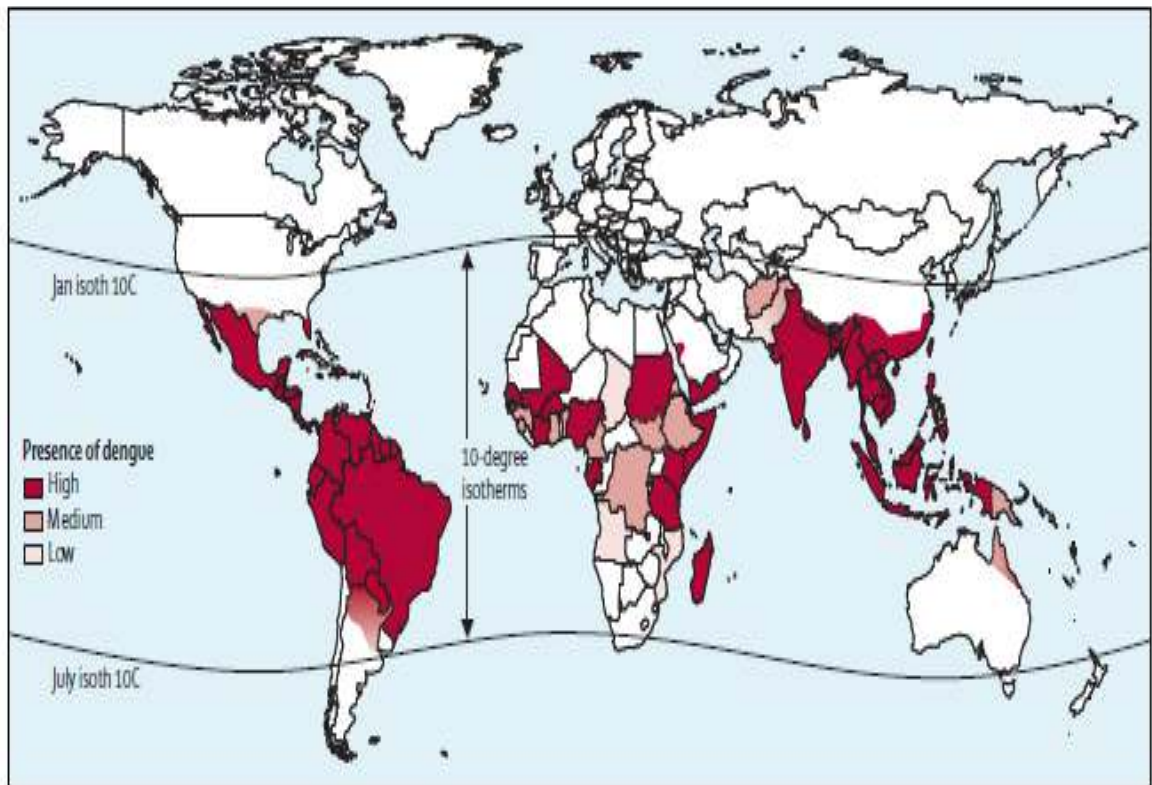 Jan isoth 10C
Presence of dengue
High
Medium
Low
10-degree
isotherms
July isoth 10C